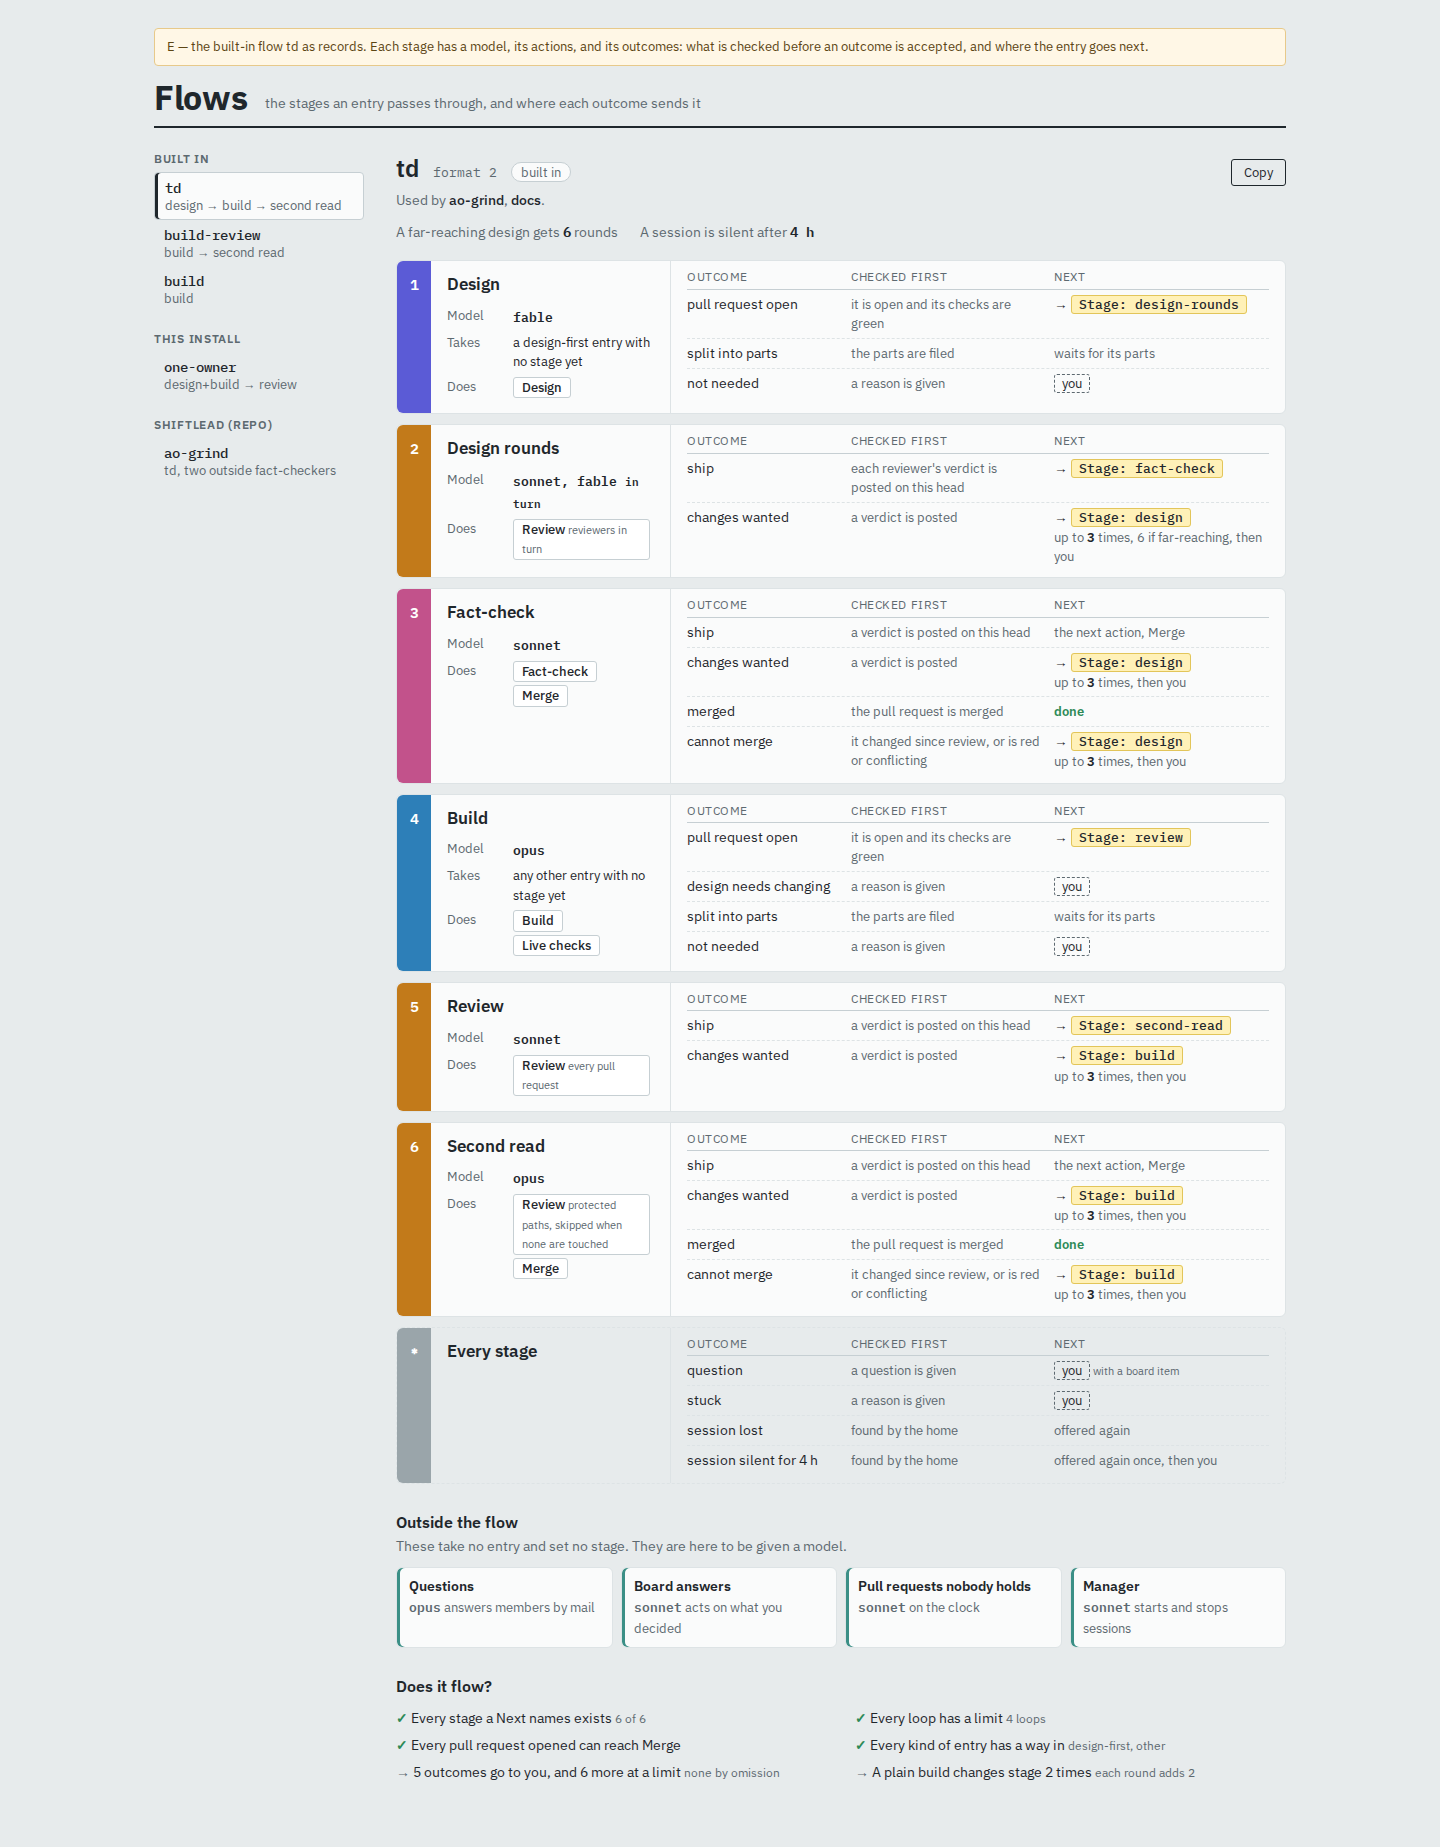 E — the built-in flow td as records. Each stage has a model, its actions, and its outcomes: what is checked before an outcome is accepted, and where the entry goes next.
Flows the stages an entry passes through, and where each outcome sends it
BUILT IN
td
design → build → second read
build-review
build → second read
build
build
THIS INSTALL
one-owner
design+build → review
SHIFTLEAD (REPO)
ao-grind
td, two outside fact-checkers
td format 2 built in Copy
Used by ao-grind, docs.
A far-reaching design gets 6 rounds A session is silent after 4 h
1 Design
Model fable
Takes a design-first entry with
no stage yet
Does Design
OUTCOME CHECKED FIRST NEXT
pull request open it is open and its checks are → Stage: design-rounds
green
split into parts the parts are filed waits for its parts
not needed a reason is given you
2 Design rounds
Model sonnet, fable in
turn
Does Review reviewers in
turn
OUTCOME CHECKED FIRST NEXT
ship each reviewer's verdict is → Stage: fact-check
posted on this head
changes wanted a verdict is posted → Stage: design
up to 3 times, 6 if far-reaching, then
you
3 Fact-check
Model sonnet
Does Fact-check
Merge
OUTCOME CHECKED FIRST NEXT
ship a verdict is posted on this head the next action, Merge
changes wanted a verdict is posted → Stage: design
up to 3 times, then you
merged the pull request is merged done
cannot merge it changed since review, or is red → Stage: design
or conflicting up to 3 times, then you
4 Build
Model opus
Takes any other entry with no
stage yet
Does Build
Live checks
OUTCOME CHECKED FIRST NEXT
pull request open it is open and its checks are → Stage: review
green
design needs changing a reason is given you
split into parts the parts are filed waits for its parts
not needed a reason is given you
5 Review
Model sonnet
Does Review every pull
request
OUTCOME CHECKED FIRST NEXT
ship a verdict is posted on this head → Stage: second-read
changes wanted a verdict is posted → Stage: build
up to 3 times, then you
6 Second read
Model opus
Does Review protected
paths, skipped when
none are touched
Merge
OUTCOME CHECKED FIRST NEXT
ship a verdict is posted on this head the next action, Merge
changes wanted a verdict is posted → Stage: build
up to 3 times, then you
merged the pull request is merged done
cannot merge it changed since review, or is red → Stage: build
or conflicting up to 3 times, then you
* Every stage
OUTCOME CHECKED FIRST NEXT
question a question is given you with a board item
stuck a reason is given you
session lost found by the home offered again
session silent for 4 h found by the home offered again once, then you
Outside the flow
These take no entry and set no stage. They are here to be given a model.
Questions
opus answers members by mail
Board answers
sonnet acts on what you
decided
Pull requests nobody holds
sonnet on the clock
Manager
sonnet starts and stops
sessions
Does it flow?
✓ Every stage a Next names exists 6 of 6
✓ Every loop has a limit 4 loops
✓ Every pull request opened can reach Merge
✓ Every kind of entry has a way in design-first, other
→ 5 outcomes go to you, and 6 more at a limit none by omission
→ A plain build changes stage 2 times each round adds 2